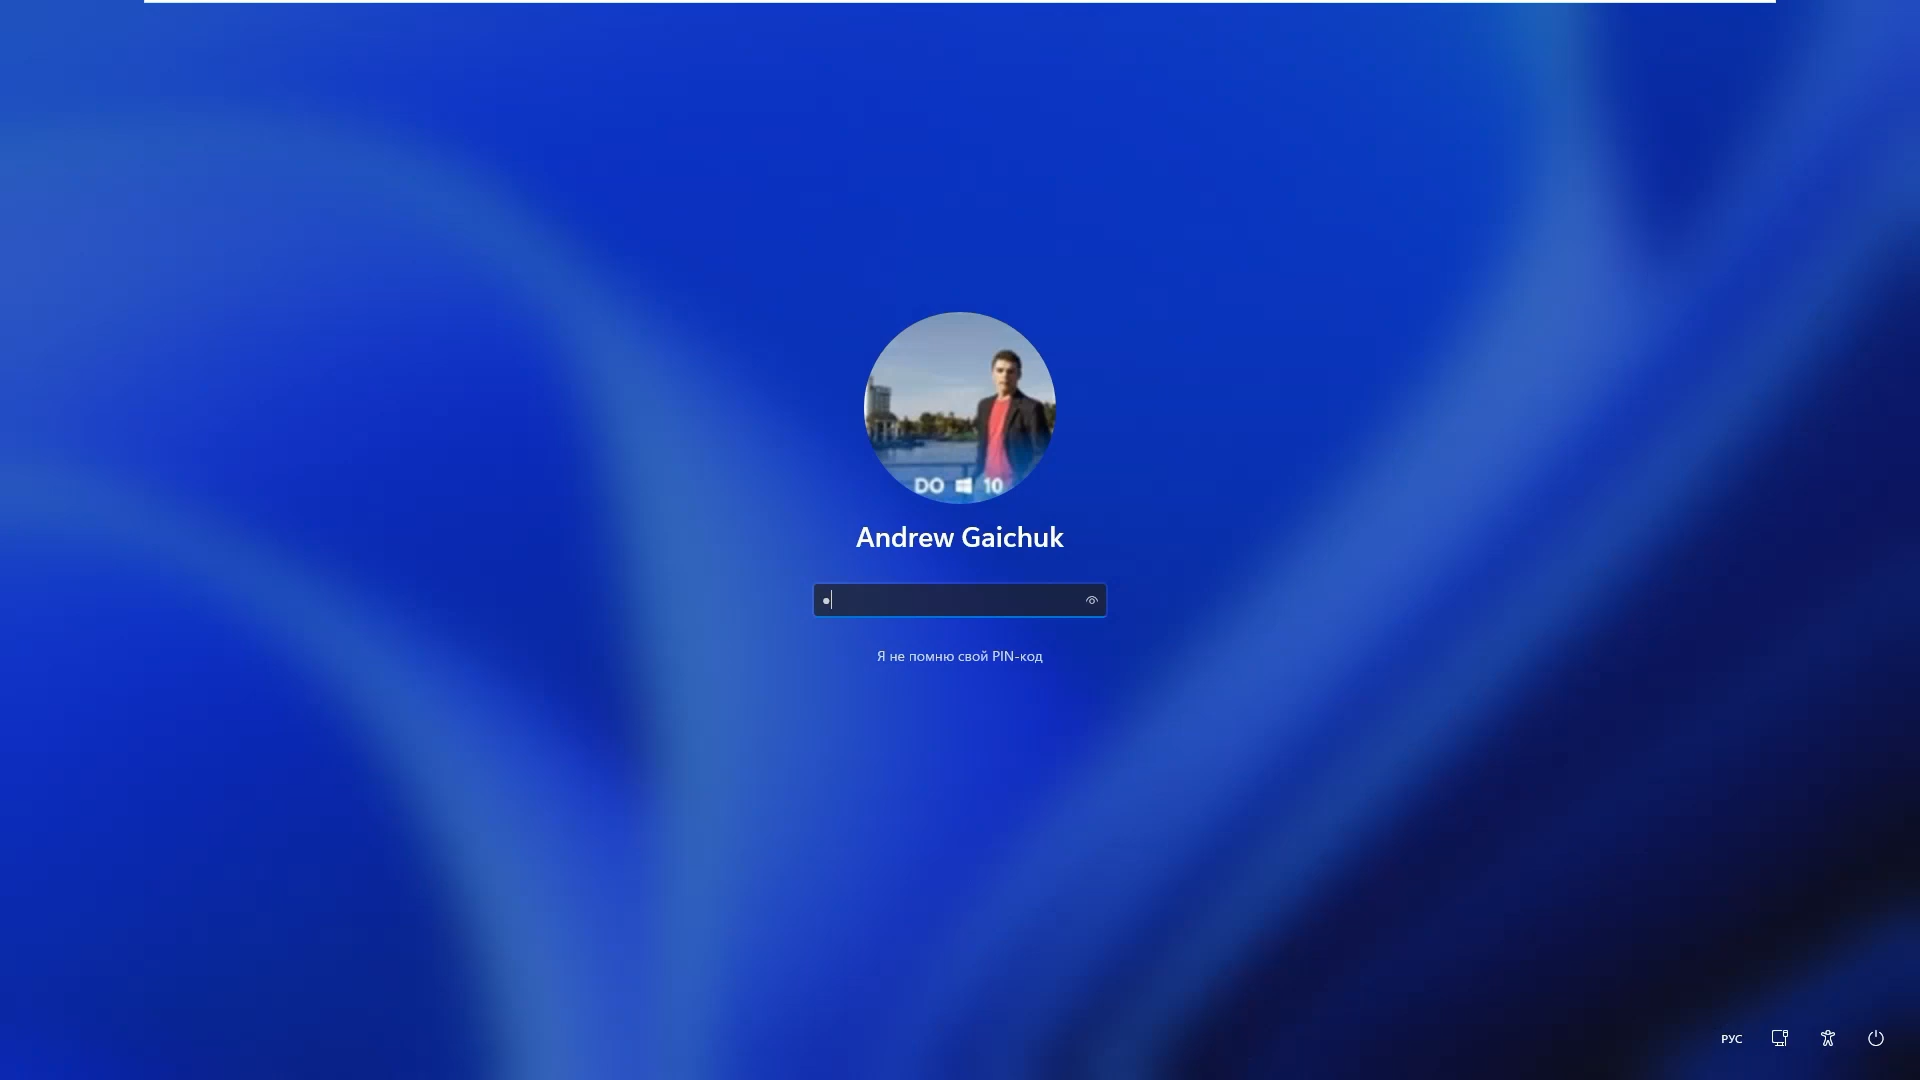 DO 10
Andrew Gaichuk
Я не помню свой PIN-код
РУС